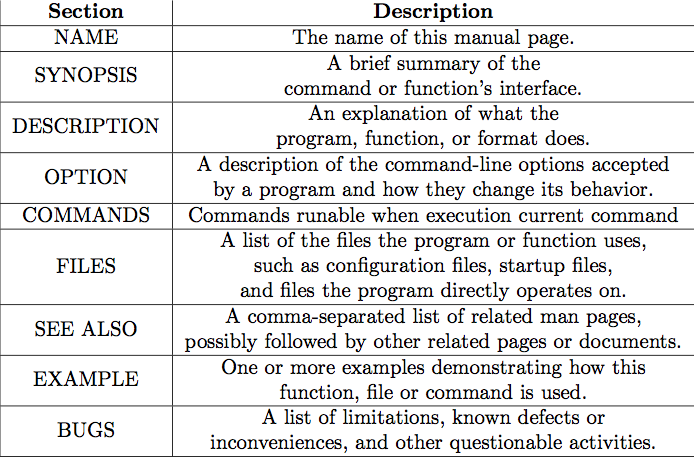 Section Description
NAME The name of this manual page.
SYNOPSIS A brief summary of the
command or function's interface.
DESCRIPTION An explanation of what the
program, function, or format does.
OPTION A description of the command-line options accepted
by a program and how they change its behavior.
COMMANDS Commands runable when execution current command
FILES A list of the files the program or function uses,
such as configuration files, startup files,
and files the program directly operates on.
SEE ALSO A comma-separated list of related man pages,
possibly followed by other related pages or documents.
EXAMPLE One or more examples demonstrating how this
function, file or command is used.
BUGS A list of limitations, known defects or
inconveniences, and other questionable activities.